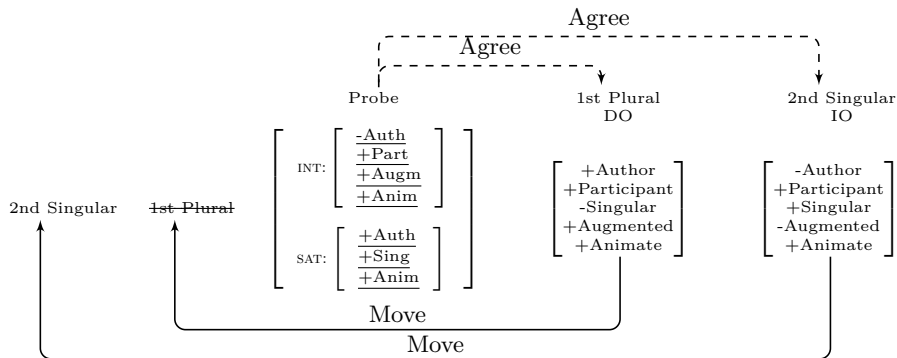 Agree
Agree
Probe
1st Plural
DO
2nd Singular
IO
2nd Singular
1st Plural
INT:
-Auth
+Part
+Augm
+Anim
SAT:
+Auth
+Sing
+Anim
+Author
+Participant
-Singular
+Augmented
+Animate
-Author
+Participant
+Singular
-Augmented
+Animate
Move
Move